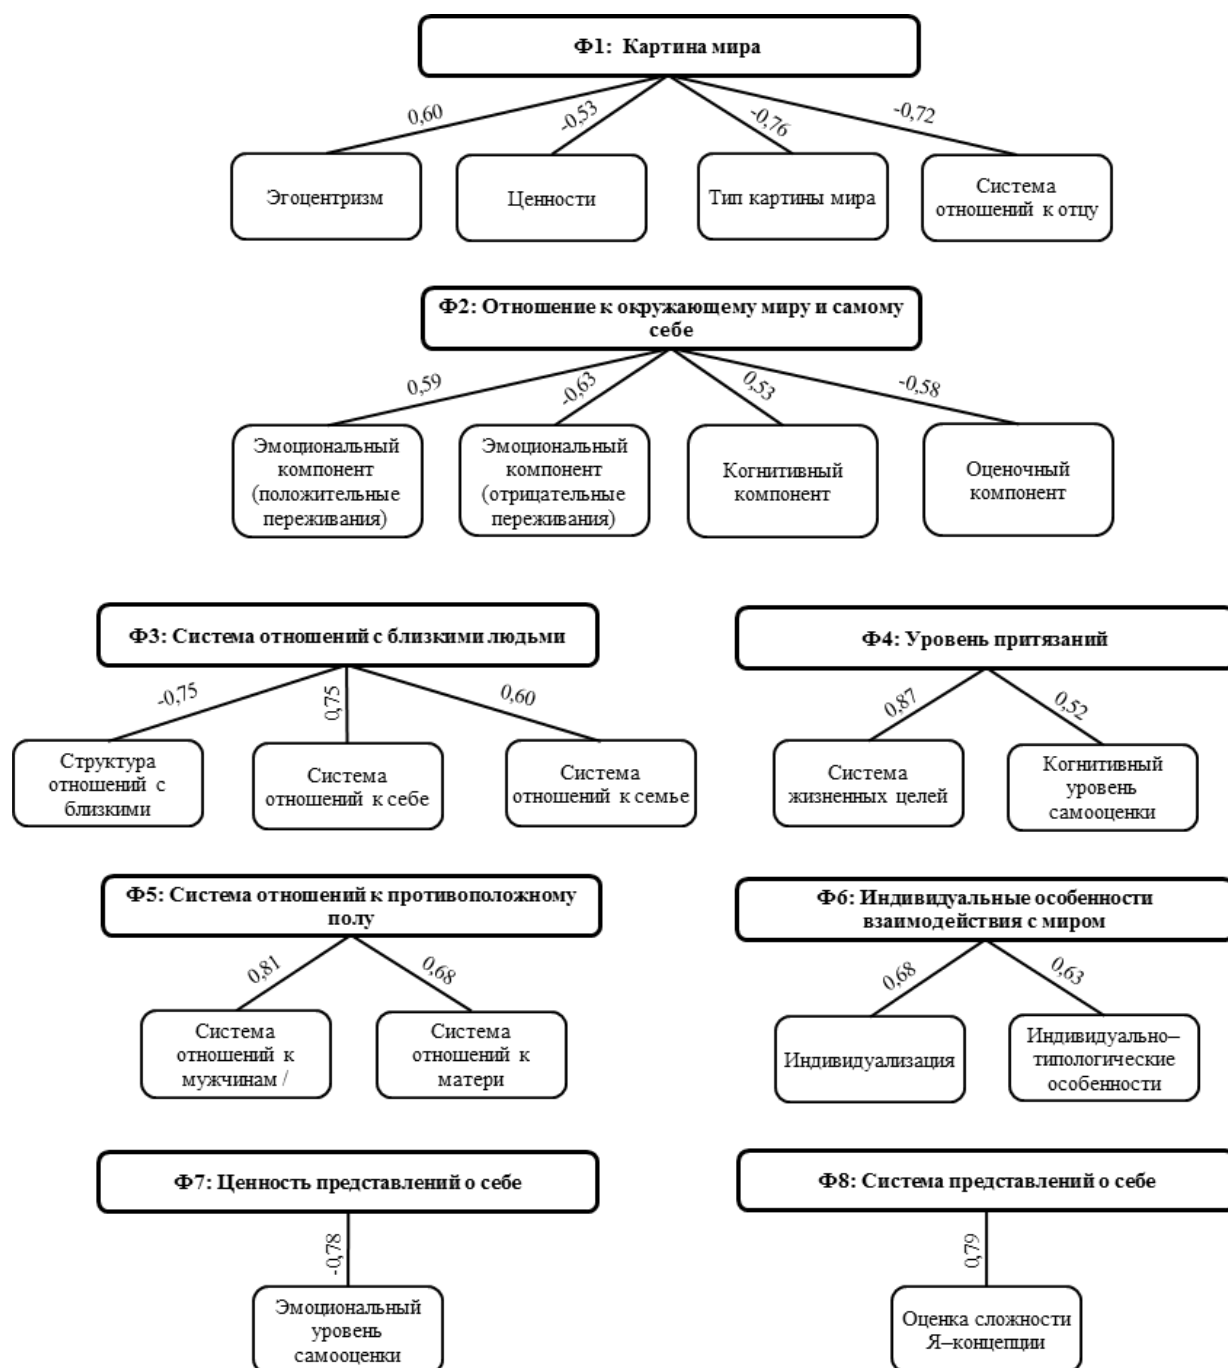 Ф1: Картина мира
0,60
-0,53
-0,76
-0,72
Эгоцентризм
Ценности
Тип картины мира
Система
отношений к отцу
Ф2: Отношение к окружающему миру и самому
себе
0,59
-0,63
0,53
-0,58
Эмоциональный
компонент
(положительные
переживания)
Эмоциональный
компонент
(отрицательные
переживания)
Когнитивный
компонент
Оценочный
компонент
Ф3: Система отношений с близкими людьми
-0,75
0,75
0,60
Структура
отношений с
близкими
Система
отношений к себе
Система
отношений к семье
Ф4: Уровень притязаний
0,87
0,52
Система
жизненных целей
Когнитивный
уровень
самооценки
Ф5: Система отношений к противоположному
полу
0,81
0,68
Система
отношений к
мужчинам /
Система
отношений к
матери
Ф6: Индивидуальные особенности
взаимодействия с миром
0,68
0,63
Индивидуализация
Индивидуально–
типологические
особенности
Ф7: Ценность представлений о себе
-0,78
Эмоциональный
уровень
самооценки
Ф8: Система представлений о себе
0,79
Оценка сложности
Я–концепции